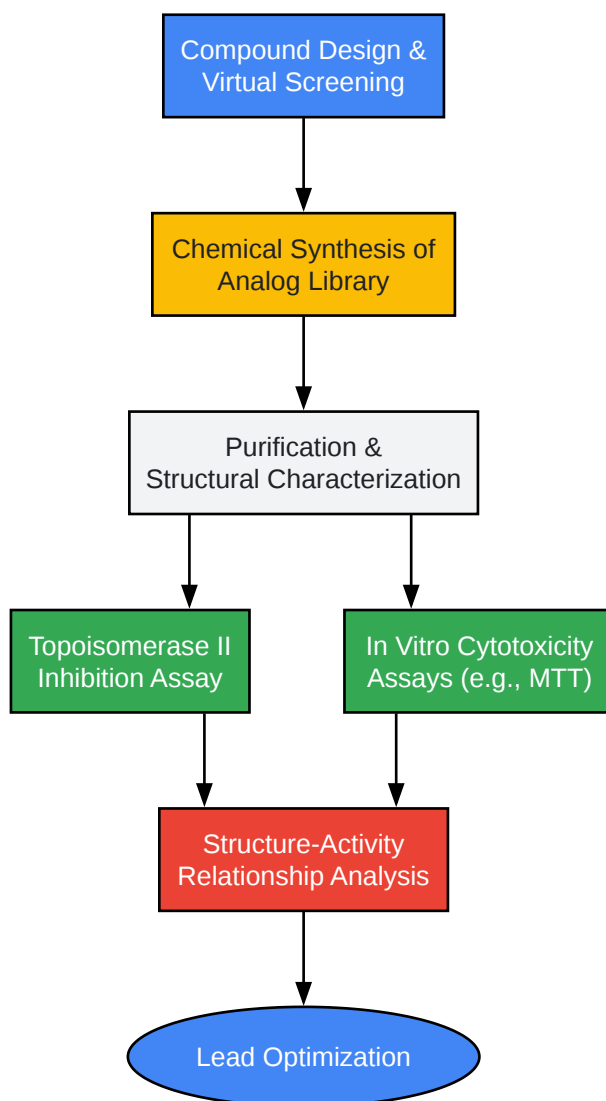 Compound Design &
Virtual Screening
Chemical Synthesis of
Analog Library
Purification &
Structural Characterization
Topoisomerase II
Inhibition Assay
In Vitro Cytotoxicity
Assays (e.g., MTT)
Structure-Activity
Relationship Analysis
Lead Optimization